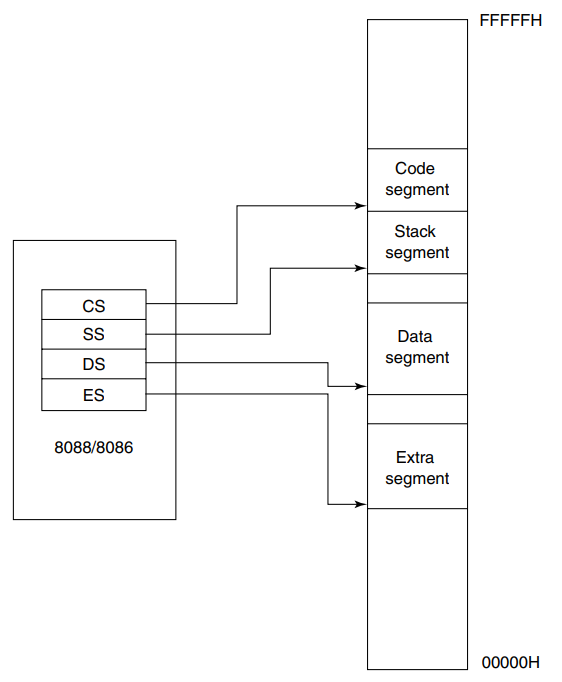 FFFFFH
Code
segment
Stack
segment
CS
SS
DS
ES
8088/8086
Data
segment
Extra
segment
00000H